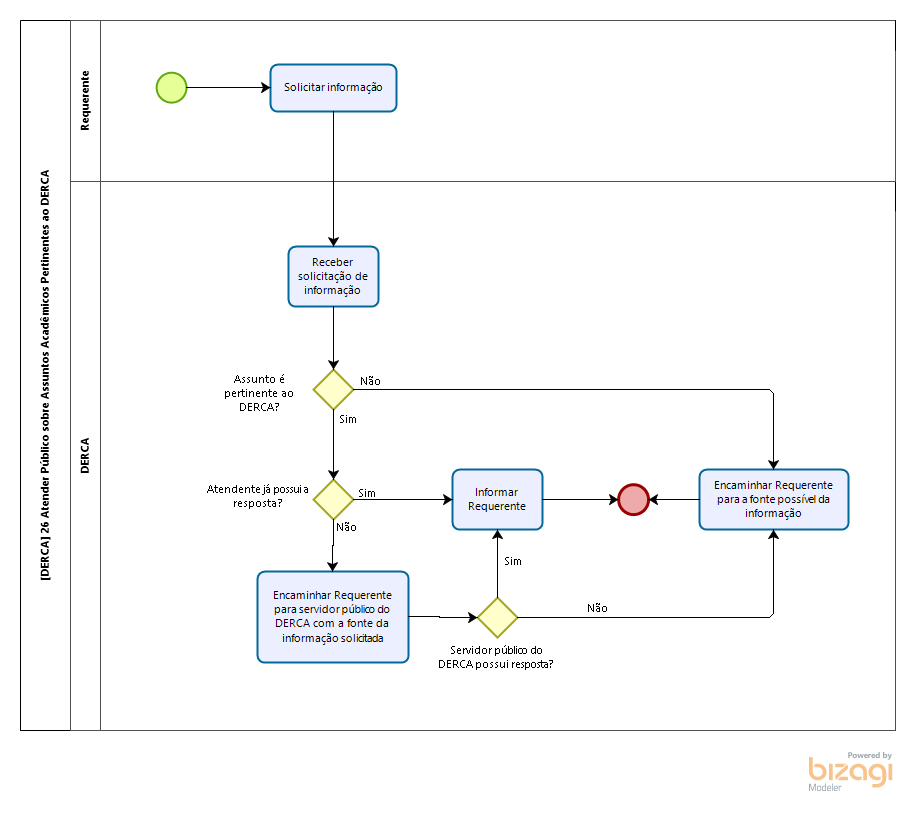 [DERCA] 26 Atender Público sobre Assuntos Acadêmicos Pertinentes ao DERCA
Requerente
Solicitar informação
DERCA
Receber
solicitação de
informação
Assunto é
pertinente ao
DERCA?
Não
Sim
Atendente já possui a
resposta?
Sim
Não
Informar
Requerente
Encaminhar Requerente
para a fonte possível da
informação
Sim
Encaminhar Requerente
para servidor público do
DERCA com a fonte da
informação solicitada
Não
Servidor público do
DERCA possui resposta?
Powered by
bizagi
Modeler